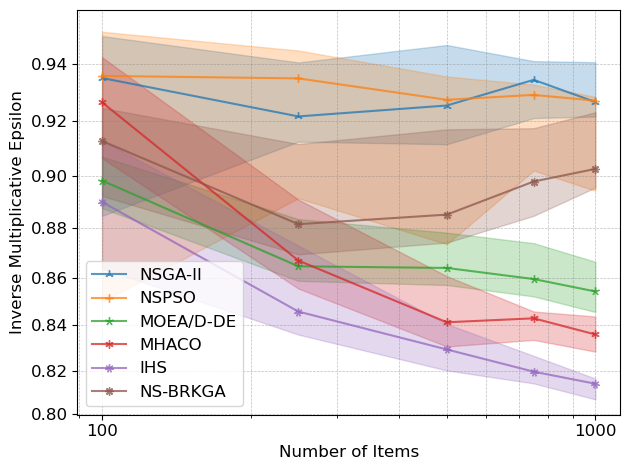 0.94
0.92
0.90
0.88
0.86
0.84
0.82
0.80
Inverse Multiplicative Epsilon
NSGA-II
NSPSO
MOEA/D-DE
MHACO
IHS
NS-BRKGA
100
1000
Number of Items